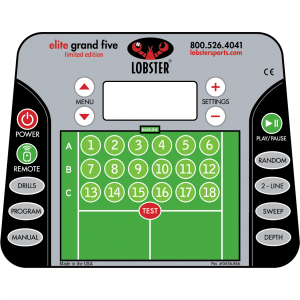 elite grand five
limited edition
LOBSTER
800.526.4041
lobstersports.com
CE
MENU
SETTINGS
POWER
PLAY/PAUSE
BASELINE
A 1 2 3 4 5 6
B 7 8 9 10 11 12
C 13 14 15 16 17 18
REMOTE
RANDOM
DRILLS
2 - LINE
PROGRAM
TEST
SWEEP
MANUAL
DEPTH
Made in the USA